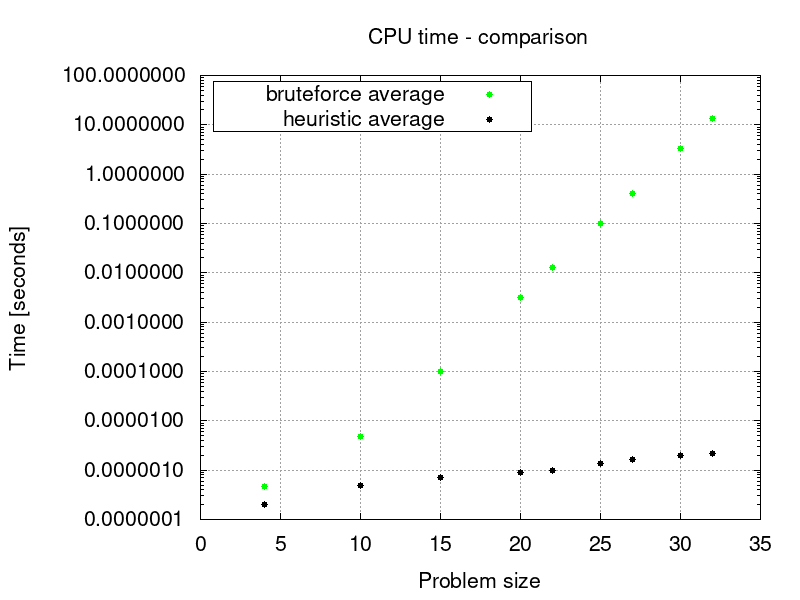 CPU time - comparison
100.0000000
10.0000000
1.0000000
0.1000000
0.0100000
0.0010000
0.0001000
0.0000100
0.0000010
0.0000001
bruteforce average
heuristic average
Time [seconds]
0 5 10 15 20 25 30 35
Problem size